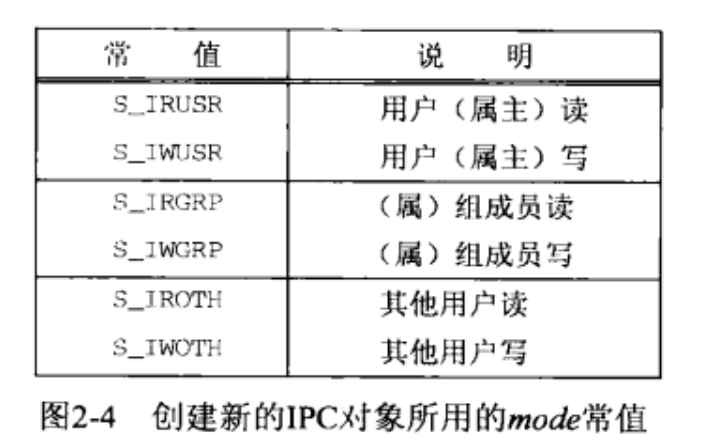 常 值 说 明
S_IRUSR 用户（属主）读
S_IWUSR 用户（属主）写
S_IRGRP （属）组成员读
S_IWGRP （属）组成员写
S_IROTH 其他用户读
S_IWOTH 其他用户写
图2-4 创建新的IPC对象所用的mode常值